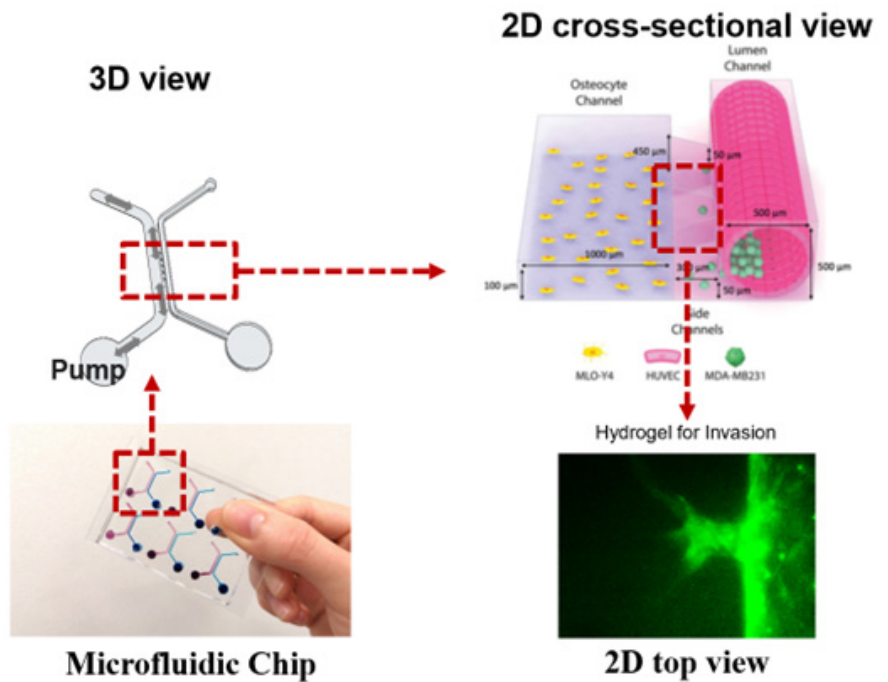 3D view
Pump
Microfluidic Chip
2D cross-sectional view
Lumen
Channel
Osteocyte
Channel
450 µm
50 µm
500 µm
1000 µm
500 µm
100 µm
50 µm
Side
Channels
MLO-Y4
HUVEC
MDA-MB231
Hydrogel for Invasion
2D top view